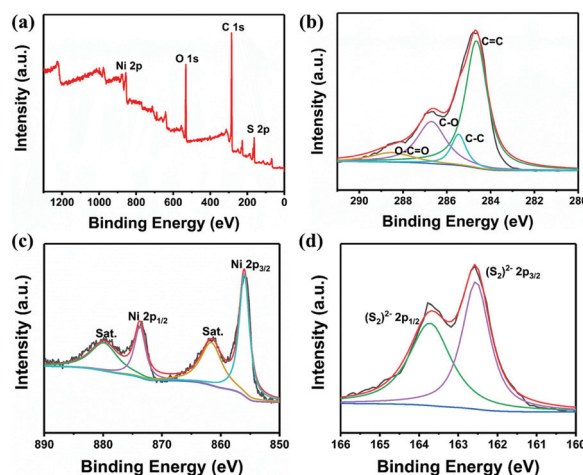 (a)
C 1s
O 1s
Ni 2p
S 2p
Intensity (a.u.)
1200 1000 800 600 400 200 0
Binding Energy (eV)
(b)
C=C
C-O
C-C
O-C=O
Intensity (a.u.)
290 288 286 284 282 280
Binding Energy (eV)
(c)
Ni 2p3/2
Ni 2p1/2
Sat.
Sat.
Intensity (a.u.)
890 880 870 860 850
Binding Energy (eV)
(d)
(S2)2- 2p3/2
(S2)2- 2p1/2
Intensity (a.u.)
166 165 164 163 162 161 160
Binding Energy (eV)